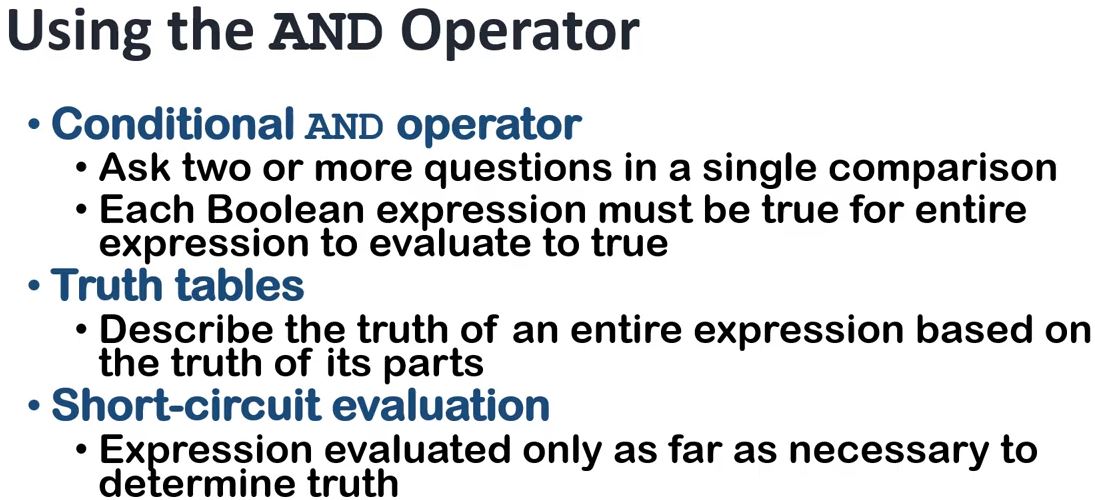 Using the AND Operator
• Conditional AND operator
• Ask two or more questions in a single comparison
• Each Boolean expression must be true for entire
expression to evaluate to true
• Truth tables
• Describe the truth of an entire expression based on
the truth of its parts
• Short-circuit evaluation
• Expression evaluated only as far as necessary to
determine truth